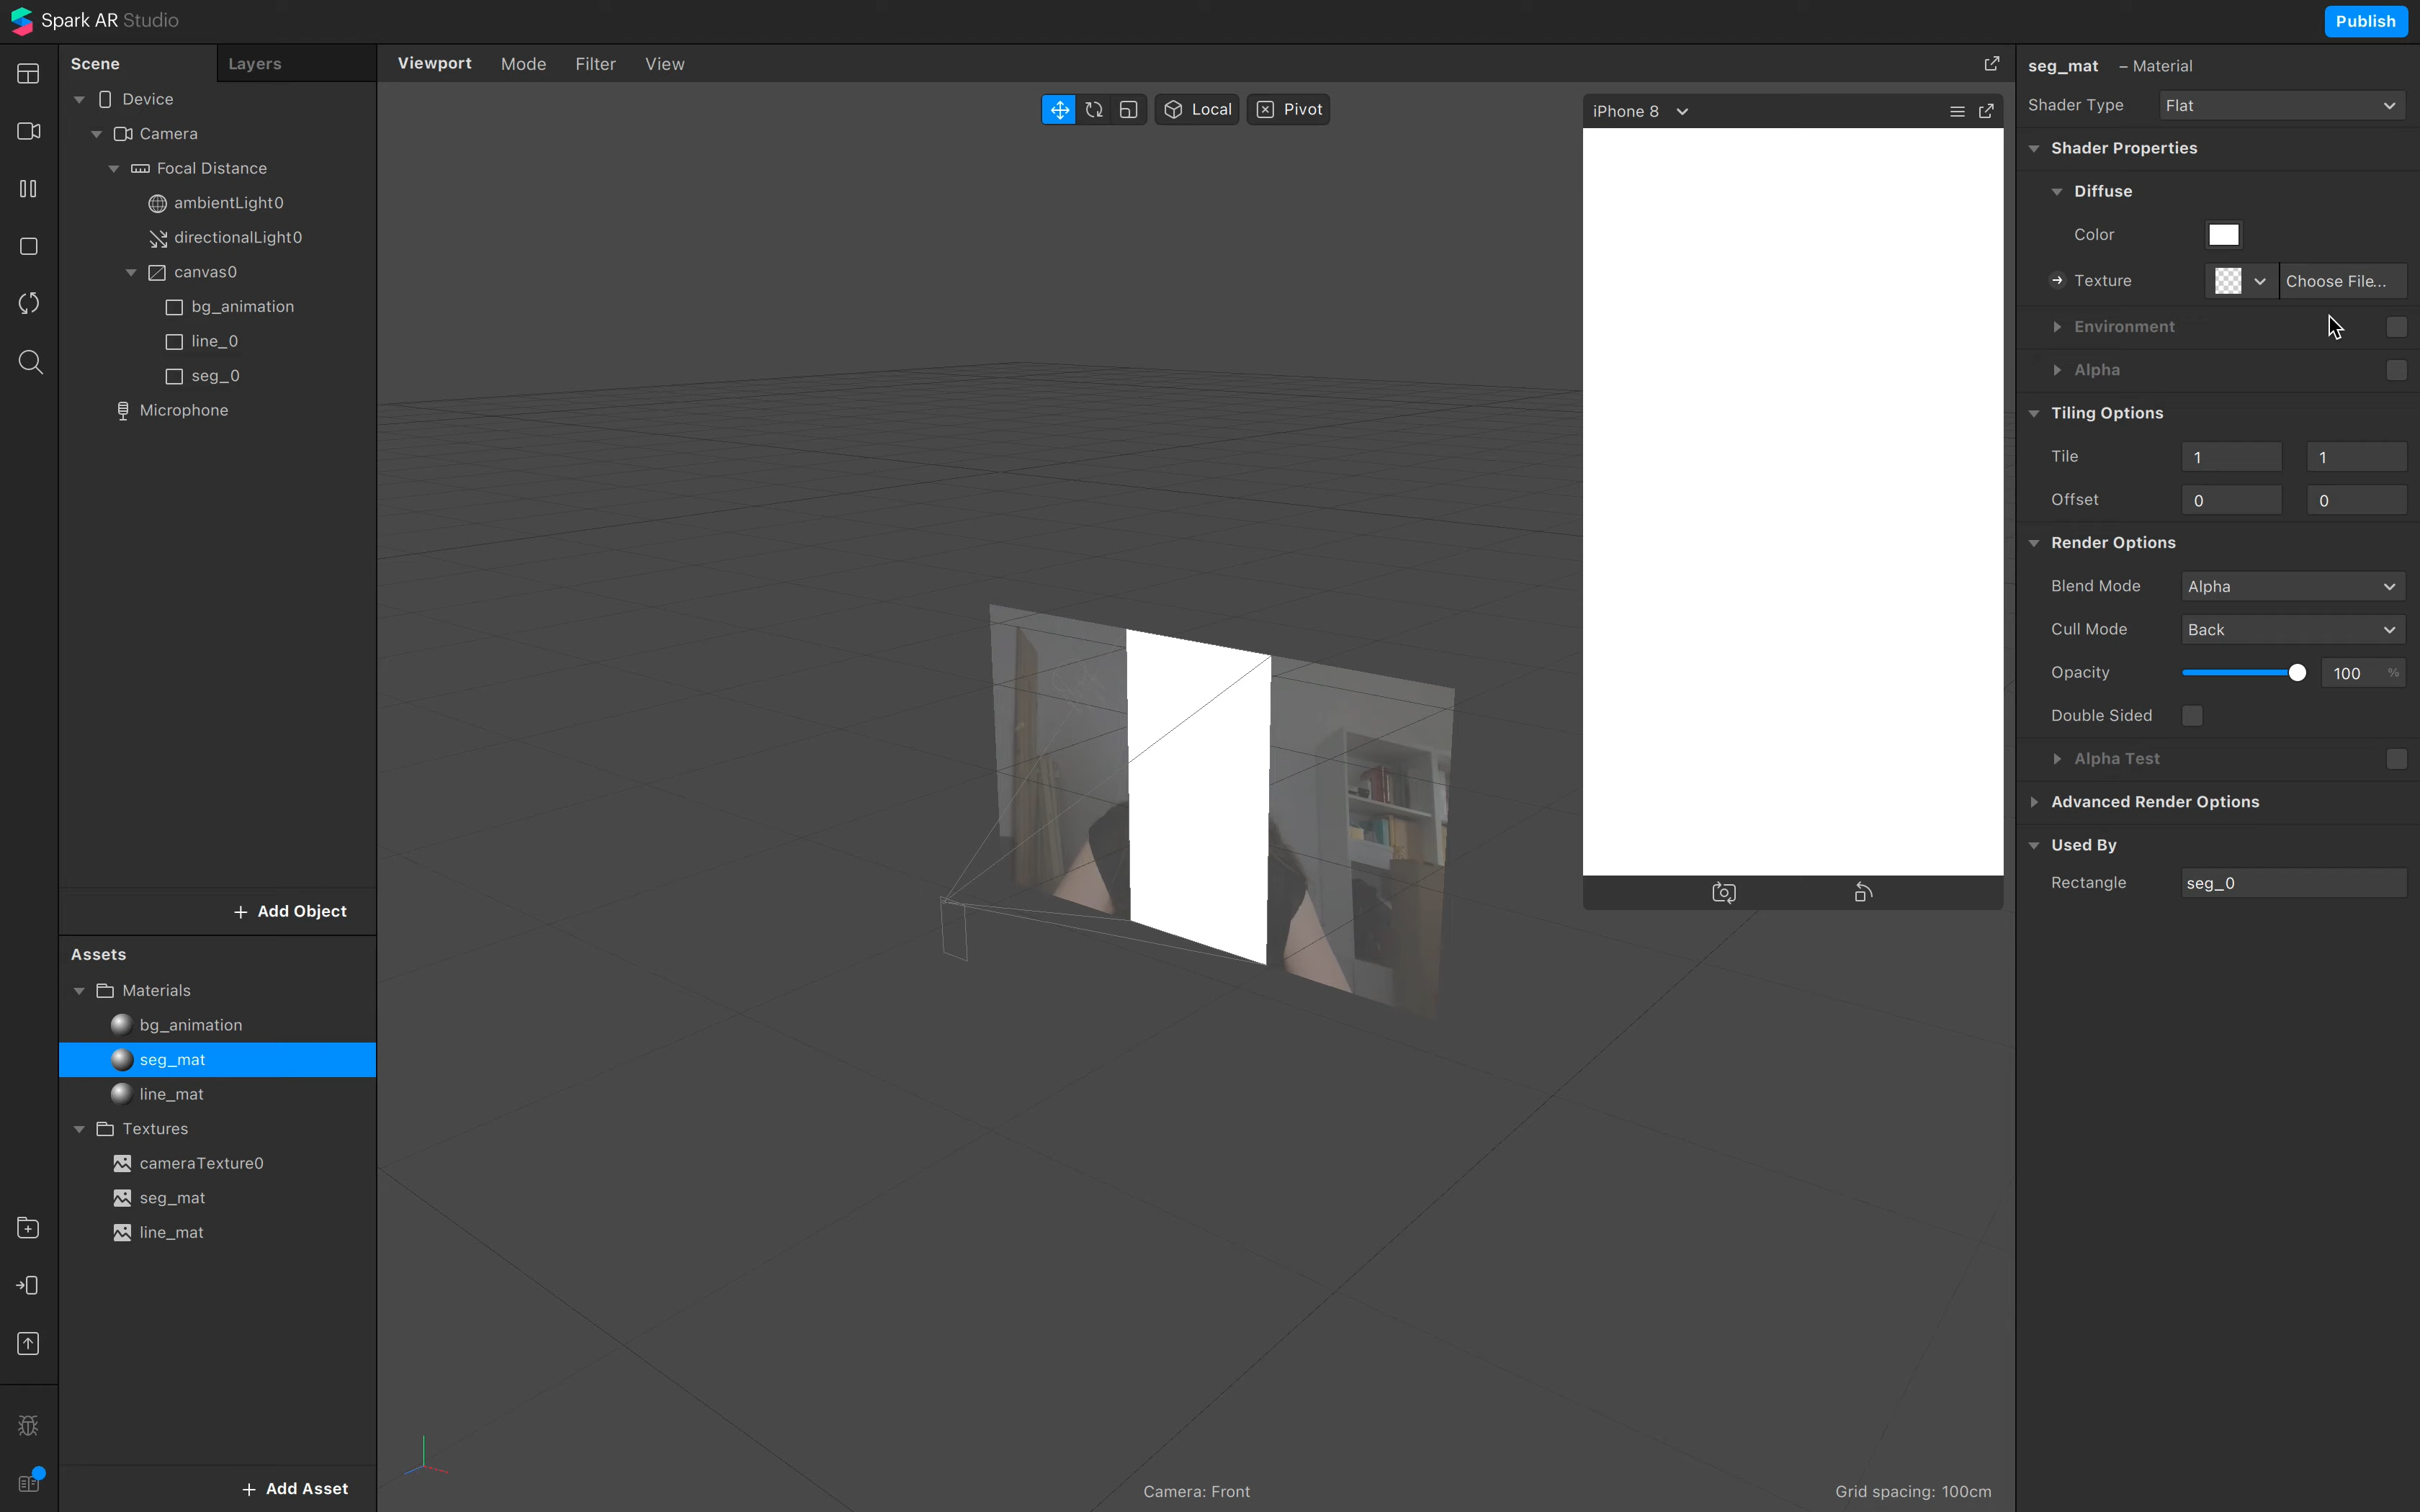 Spark AR Studio
Publish
Scene
Layers
Device
Camera
Focal Distance
ambientLight0
directionalLight0
canvas0
bg_animation
line_0
seg_0
Microphone
+ Add Object
Assets
Materials
bg_animation
seg_mat
line_mat
Textures
cameraTexture0
seg_mat
line_mat
+ Add Asset
Viewport Mode Filter View
Local
Pivot
iPhone 8
Camera: Front
Grid spacing: 100cm
seg_mat – Material
Shader Type Flat
Shader Properties
Diffuse
Color
Texture Choose File...
Environment
Alpha
Tiling Options
Tile 1 1
Offset 0 0
Render Options
Blend Mode Alpha
Cull Mode Back
Opacity 100 %
Double Sided
Alpha Test
Advanced Render Options
Used By
Rectangle seg_0